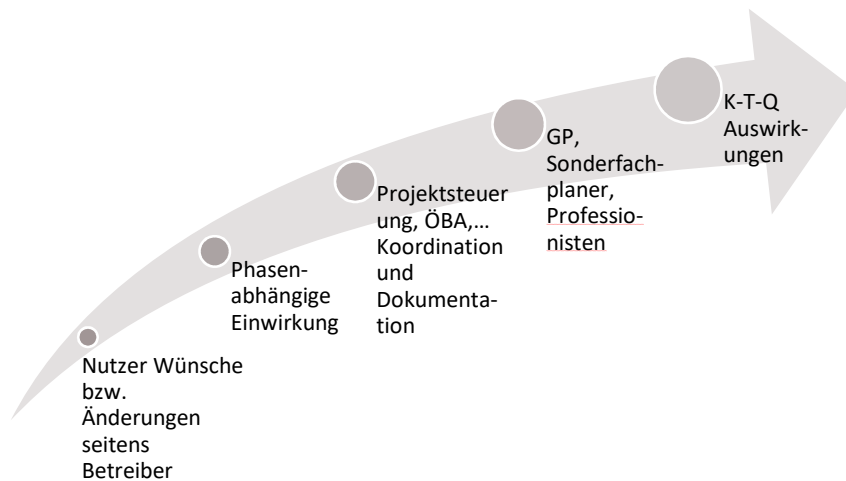 Nutzer Wünsche
bzw.
Änderungen
seitens
Betreiber
Phasen-
abhängige
Einwirkung
Projektsteuer
ung, ÖBA,...
Koordination
und
Dokumenta-
tion
GP,
Sonderfach-
planer,
Professio-
nisten
K-T-Q
Auswirk-
ungen